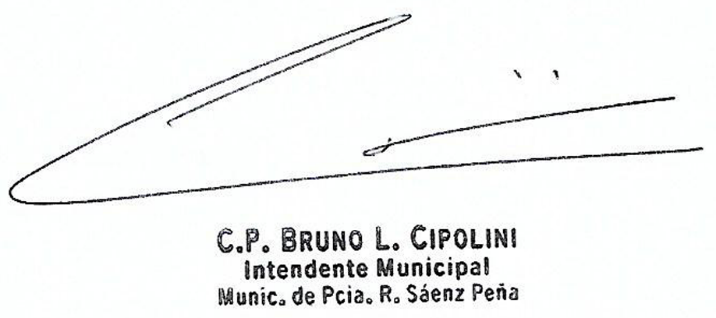 C.P. BRUNO L. CIPOLINI
Intendente Municipal
Munic. de Pcia. R. Sáenz Peña